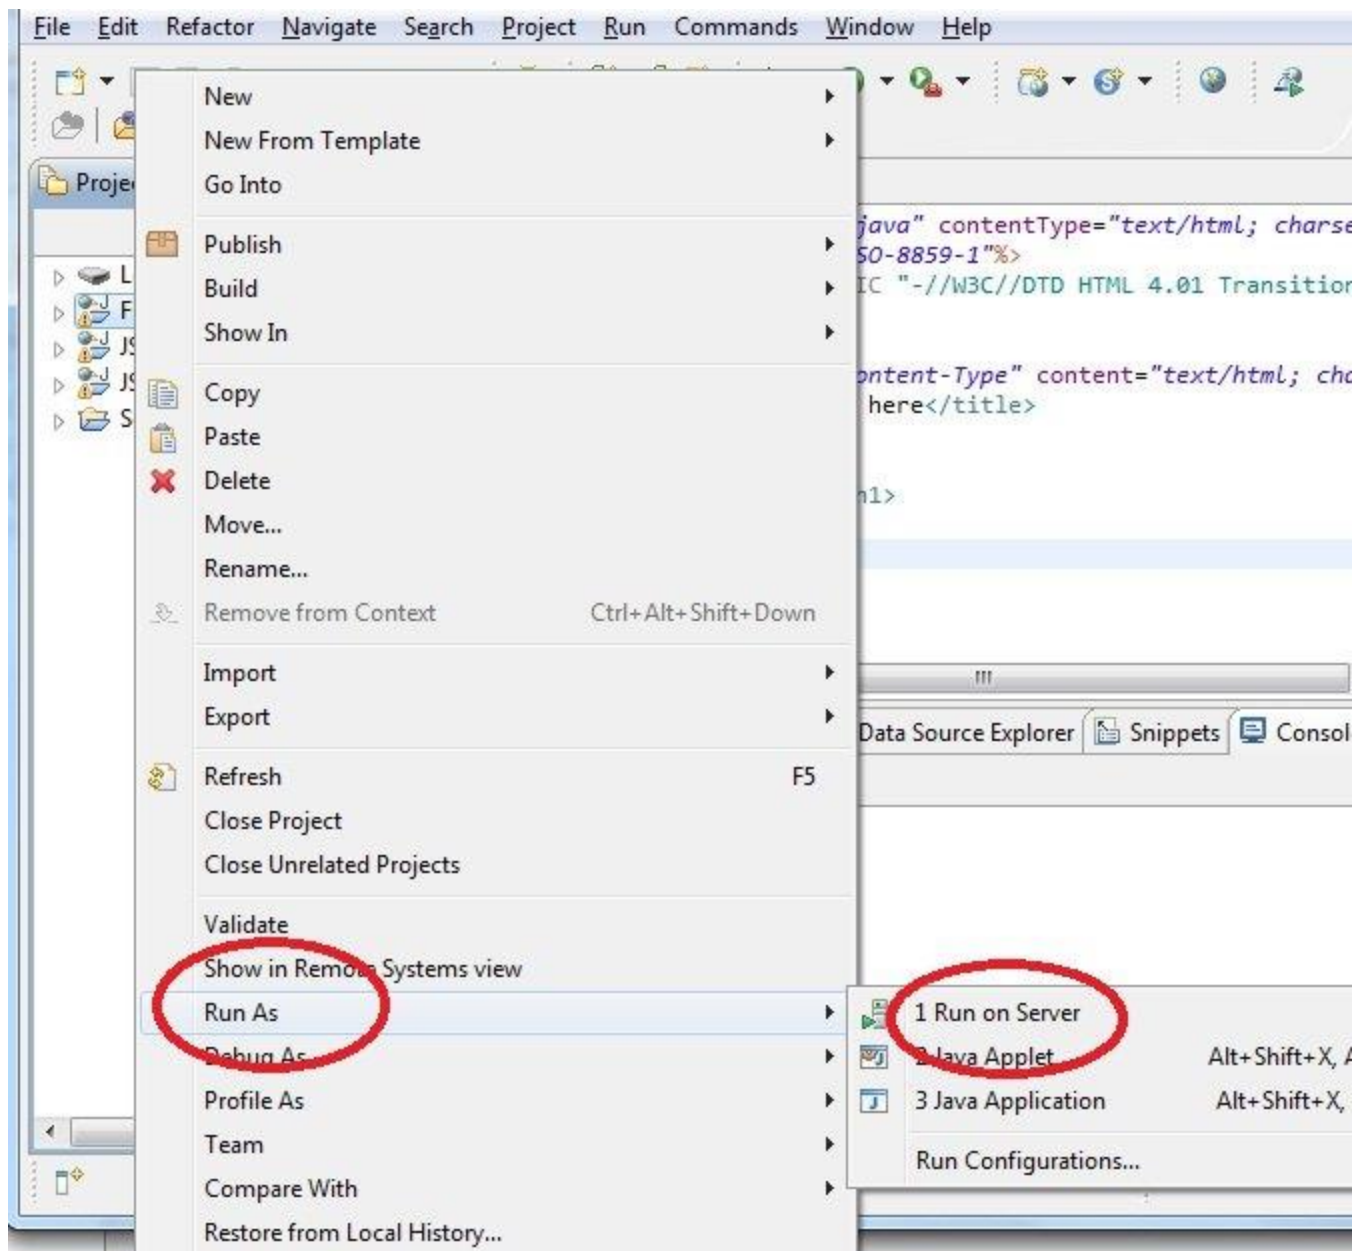 File Edit Refactor Navigate Search Project Run Commands Window Help
New
New From Template
Go Into
Publish
Build
Show In
Copy
Paste
Delete
Move...
Rename...
Remove from Context Ctrl+Alt+Shift+Down
Import
Export
Refresh F5
Close Project
Close Unrelated Projects
Validate
Show in Remote Systems view
Run As
Debug As
Profile As
Team
Compare With
Restore from Local History...
java" contentType="text/html; charse
SO-8859-1"%>
IC "-//W3C//DTD HTML 4.01 Transition
ontent-Type" content="text/html; cha
here</title>
h1>
Data Source Explorer Snippets Consol
1 Run on Server
2 Java Applet Alt+Shift+X, A
3 Java Application Alt+Shift+X,
Run Configurations...